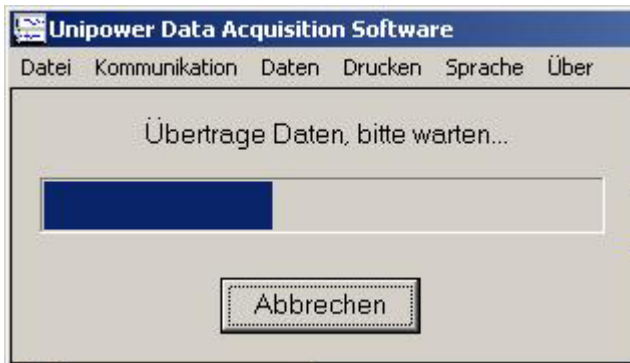 Unipower Data Acquisition Software
Datei Kommunikation Daten Drucken Sprache Über
Übertrage Daten, bitte warten...
Abbrechen